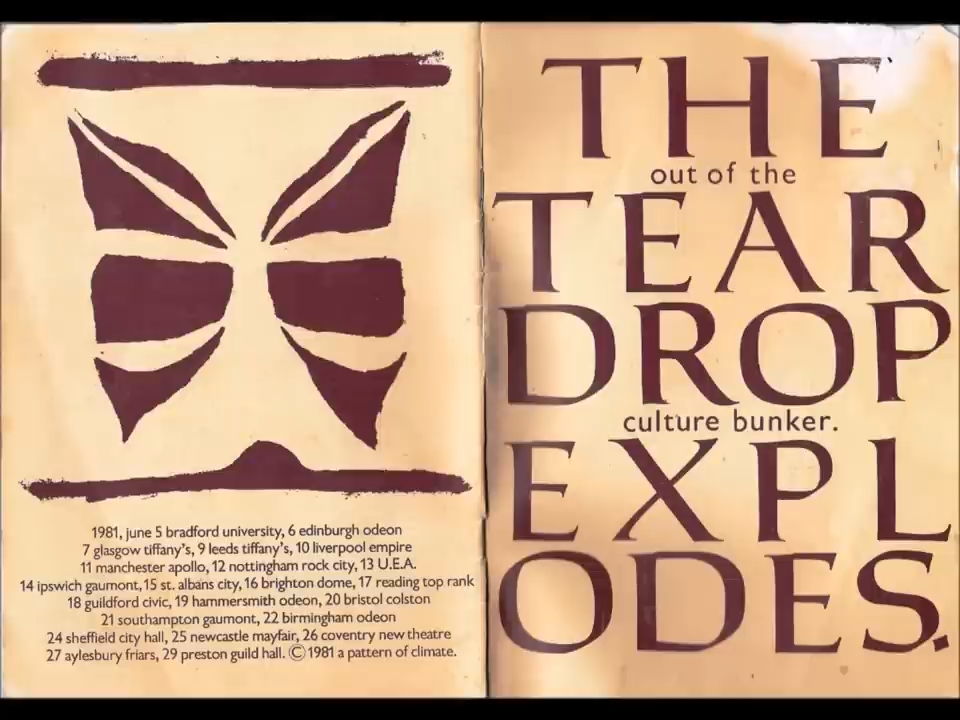 1981, june 5 bradford university, 6 edinburgh odeon
7 glasgow tiffany's, 9 leeds tiffany's, 10 liverpool empire
11 manchester apollo, 12 nottingham rock city, 13 U.E.A.
14 ipswich gaumont, 15 st. albans city, 16 brighton dome, 17 reading top rank
18 guildford civic, 19 hammersmith odeon, 20 bristol colston
21 southampton gaumont, 22 birmingham odeon
24 sheffield city hall, 25 newcastle mayfair, 26 coventry new theatre
27 aylesbury friars, 29 preston guild hall. © 1981 a pattern of climate.
THE
out of the
TEAR
DROP
culture bunker.
EXPL
ODES.